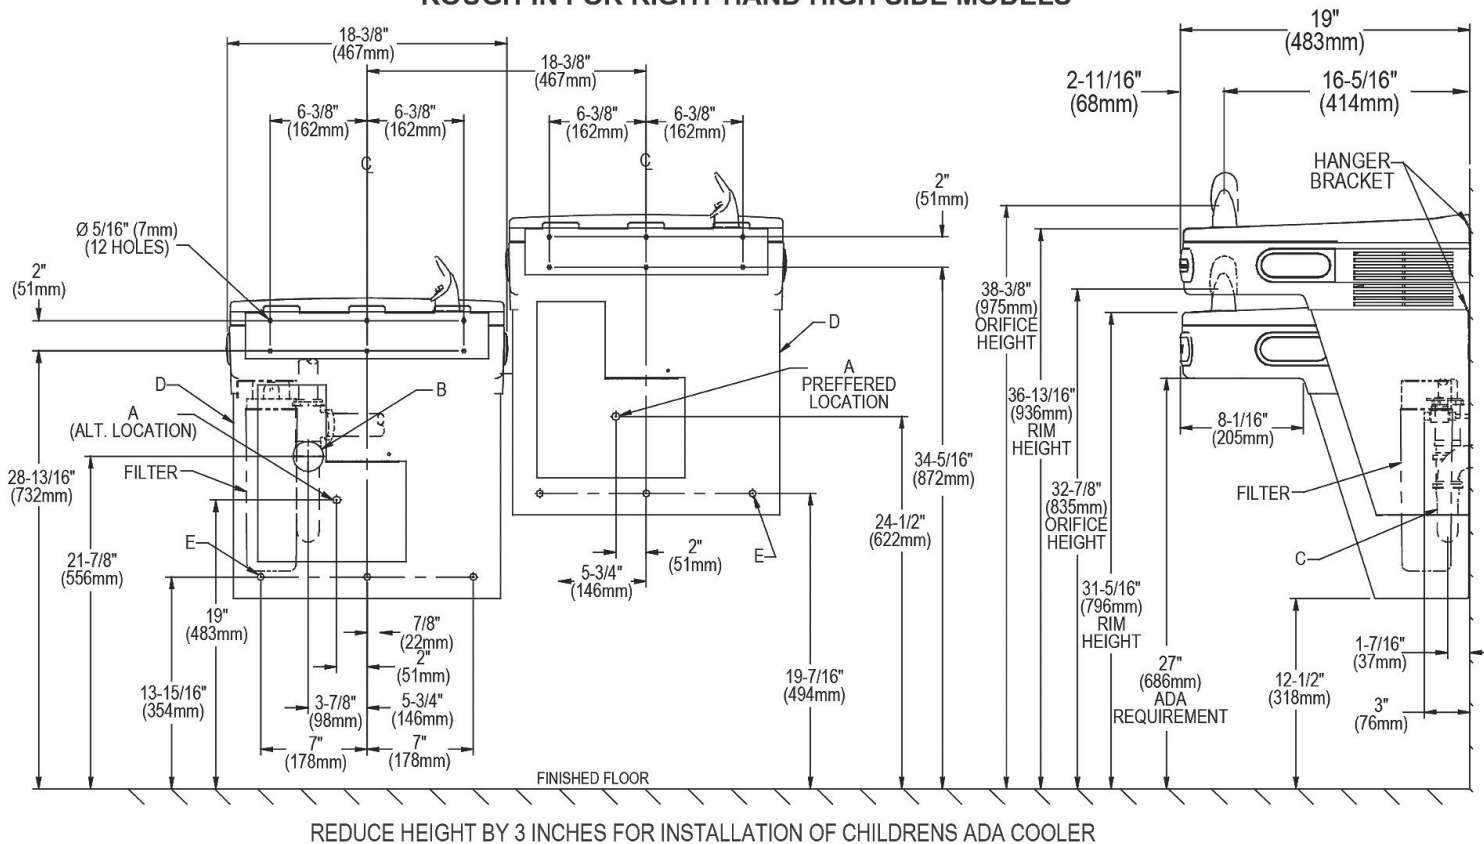 ROUGH-IN FOR RIGHT HAND HIGH SIDE MODELS
18-3/8"
(467mm)
18-3/8"
(467mm)
6-3/8"
(162mm)
6-3/8"
(162mm)
6-3/8"
(162mm)
6-3/8"
(162mm)
C
L
C
L
Ø 5/16" (7mm)
(12 HOLES)
2"
(51mm)
2"
(51mm)
D
A
(ALT. LOCATION)
B
FILTER
E
28-13/16"
(732mm)
21-7/8"
(556mm)
19"
(483mm)
13-15/16"
(354mm)
7/8"
(22mm)
2"
(51mm)
3-7/8"
(98mm)
5-3/4"
(146mm)
7"
(178mm)
7"
(178mm)
D
A
PREFFERED
LOCATION
E
2"
(51mm)
5-3/4"
(146mm)
34-5/16"
(872mm)
24-1/2"
(622mm)
19-7/16"
(494mm)
FINISHED FLOOR
19"
(483mm)
2-11/16"
(68mm)
16-5/16"
(414mm)
HANGER
BRACKET
38-3/8"
(975mm)
ORIFICE
HEIGHT
36-13/16"
(936mm)
RIM
HEIGHT
32-7/8"
(835mm)
ORIFICE
HEIGHT
31-5/16"
(796mm)
RIM
HEIGHT
8-1/16"
(205mm)
FILTER
C
27"
(686mm)
ADA
REQUIREMENT
12-1/2"
(318mm)
1-7/16"
(37mm)
3"
(76mm)
REDUCE HEIGHT BY 3 INCHES FOR INSTALLATION OF CHILDRENS ADA COOLER